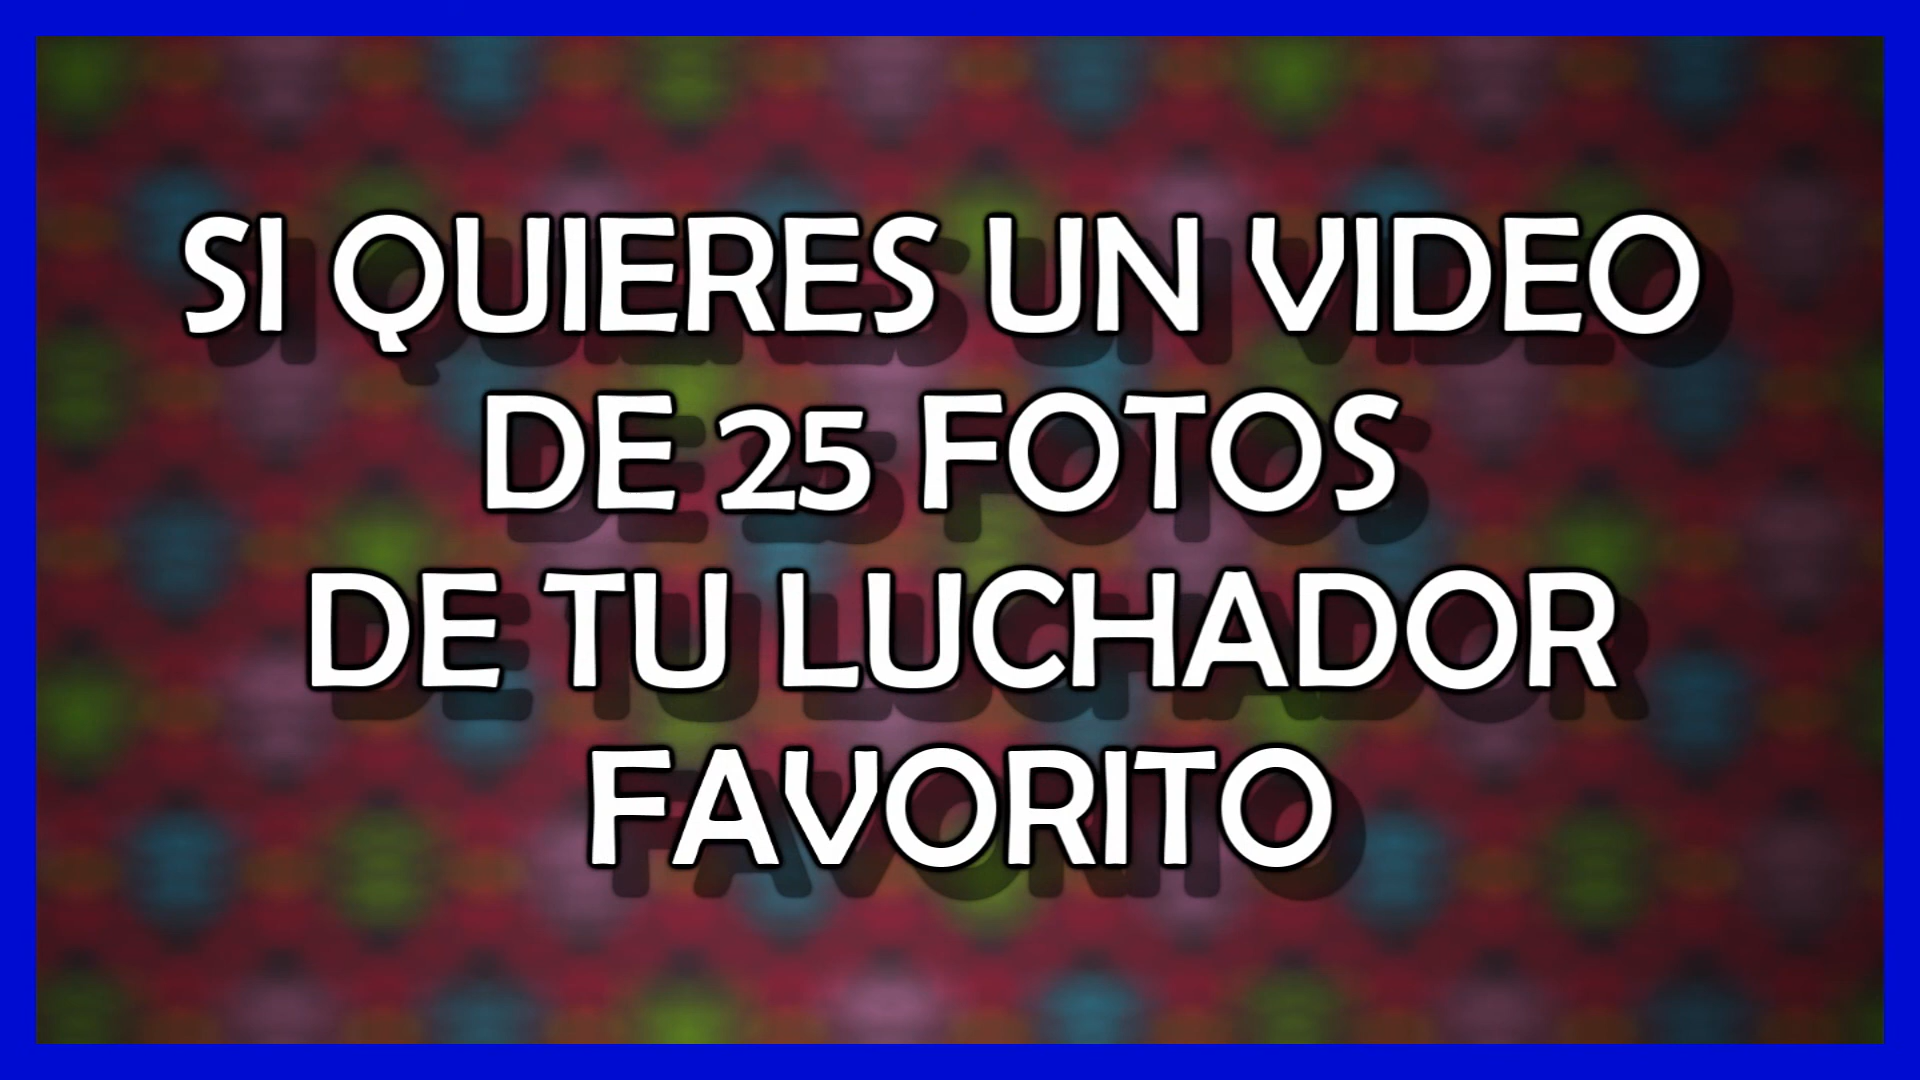 SI QUIERES UN VIDEO
DE 25 FOTOS
DE TU LUCHADOR
FAVORITO